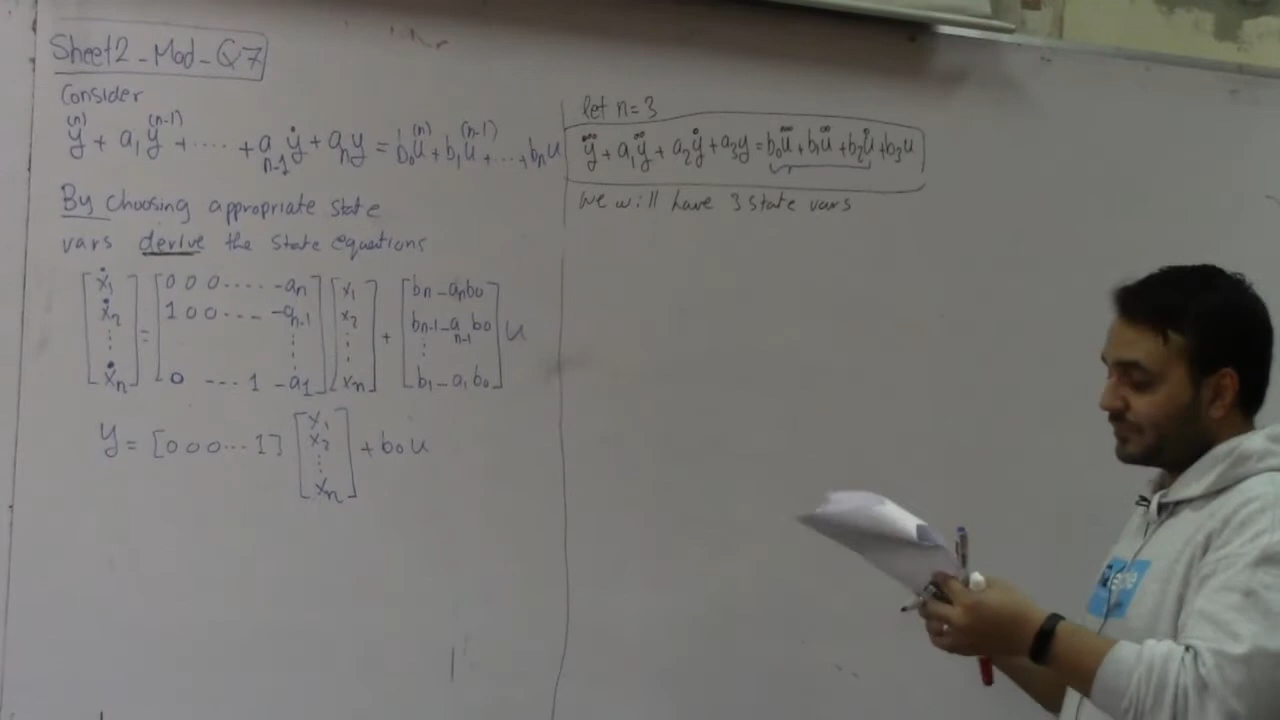 Sheet2_Mod_Q7
Consider
y⁽ⁿ⁾ + a₁y⁽ⁿ⁻¹⁾ + ···· + aₙ₋₁ẏ + aₙy = b₀u⁽ⁿ⁾ + b₁u⁽ⁿ⁻¹⁾ + ··· + bₙu
By choosing appropriate state
vars derive the state equations
[ẋ₁ ẋ₂ ⋮ ẋₙ] = [0 0 0 ····· -aₙ; 1 0 0 ···· -aₙ₋₁; ⋮; 0 --- 1 -a₁] [x₁ x₂ ⋮ xₙ] + [bₙ-aₙb₀; bₙ₋₁-aₙ₋₁b₀; ⋮; b₁-a₁b₀] u
y = [0 0 0 ··· 1] [x₁ x₂ ⋮ xₙ] + b₀u
let n=3
y⃛ + a₁ÿ + a₂ẏ + a₃y = b₀u⃛ + b₁ü + b₂u̇ + b₃u
we will have 3 state vars